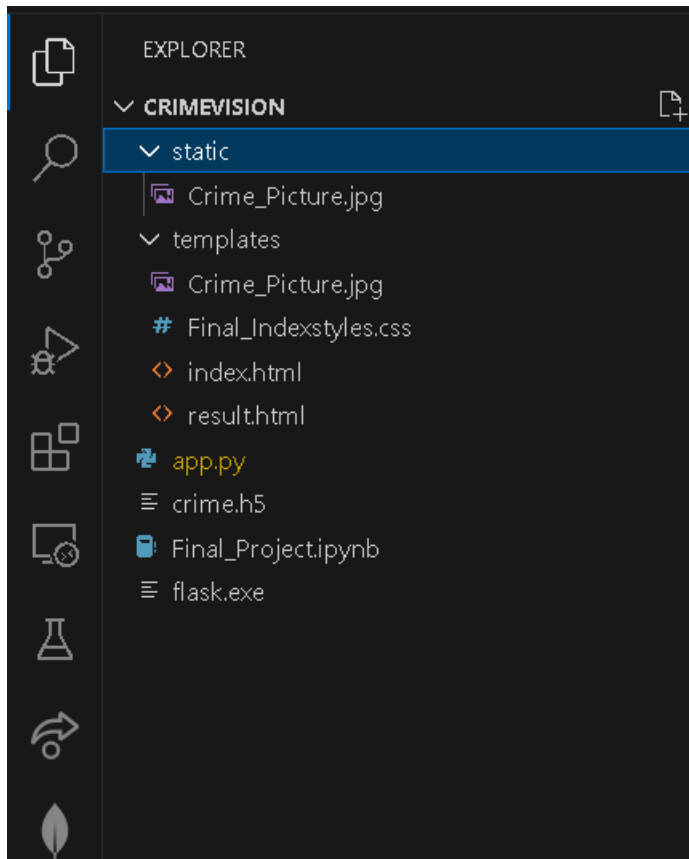 EXPLORER
CRIMEVISION
static
Crime_Picture.jpg
templates
Crime_Picture.jpg
Final_Indexstyles.css
index.html
result.html
app.py
crime.h5
Final_Project.ipynb
flask.exe